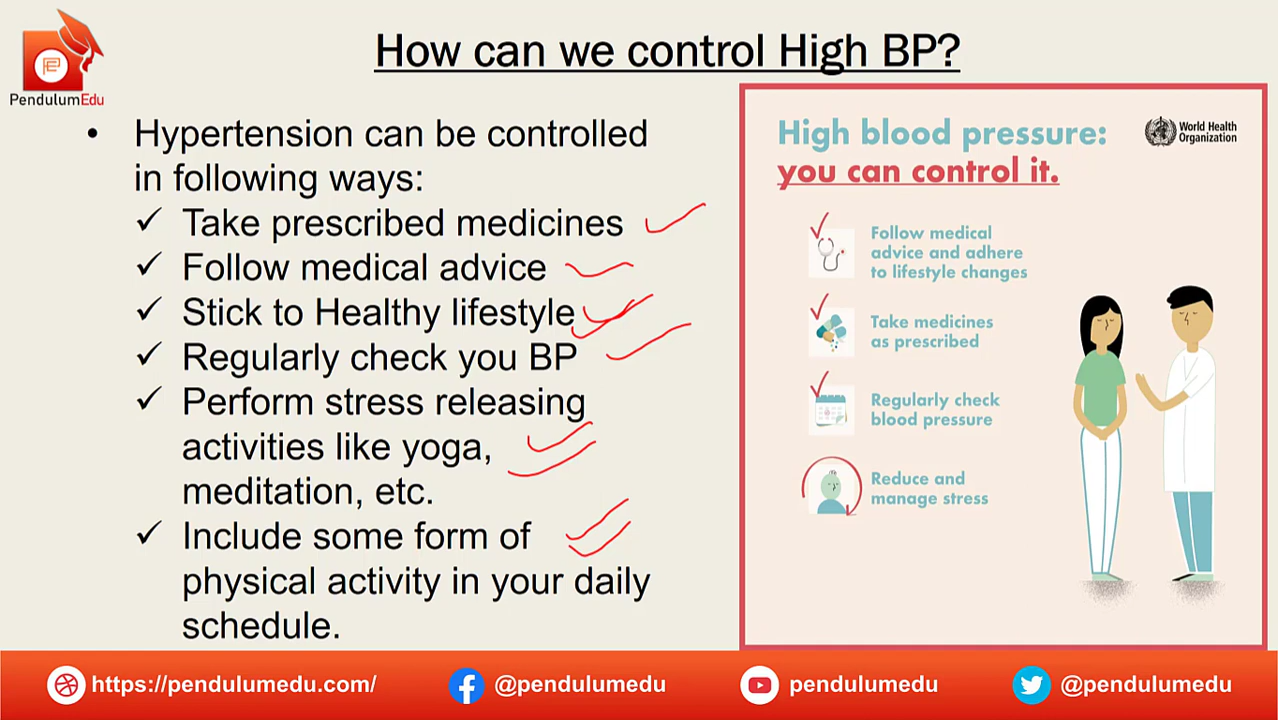 PendulumEdu
How can we control High BP?
• Hypertension can be controlled
in following ways:
✓ Take prescribed medicines
✓ Follow medical advice
✓ Stick to Healthy lifestyle
✓ Regularly check you BP
✓ Perform stress releasing
activities like yoga,
meditation, etc.
✓ Include some form of
physical activity in your daily
schedule.
High blood pressure:
you can control it.
World Health
Organization
Follow medical
advice and adhere
to lifestyle changes
Take medicines
as prescribed
Regularly check
blood pressure
Reduce and
manage stress
https://pendulumedu.com/
@pendulumedu
pendulumedu
@pendulumedu